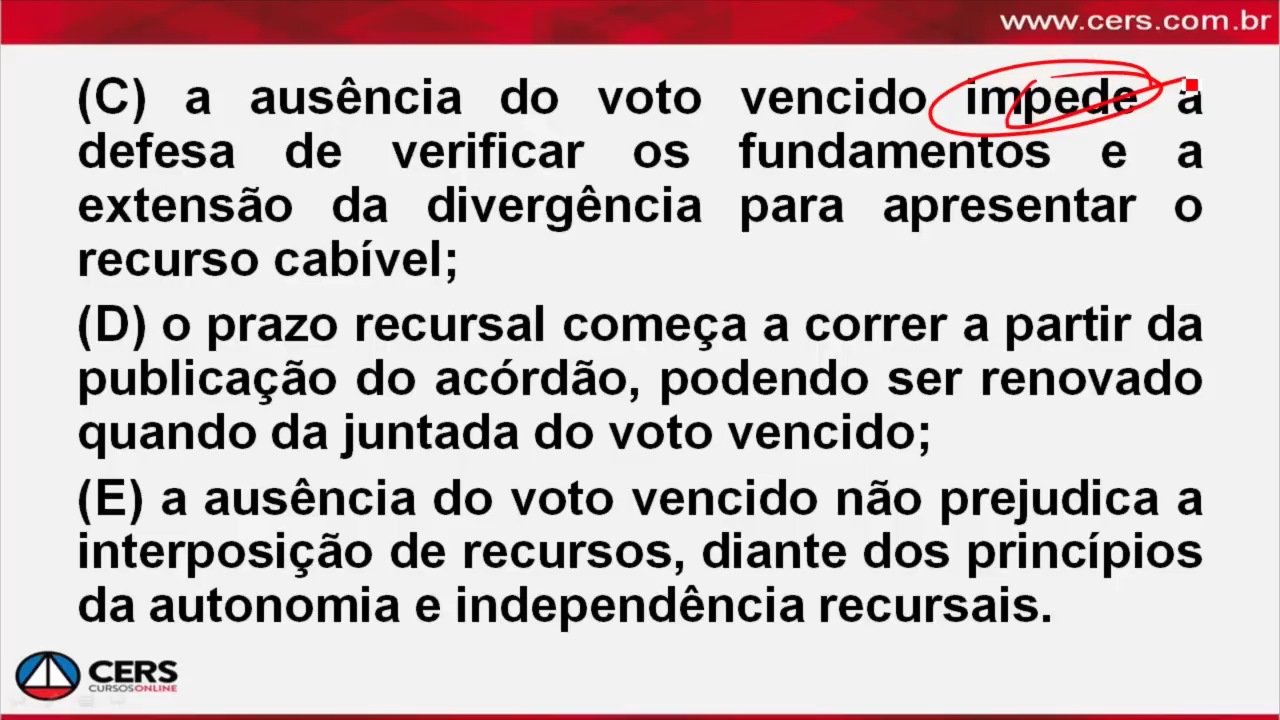 www.cers.com.br
(C) a ausência do voto vencido impede a
defesa de verificar os fundamentos e a
extensão da divergência para apresentar o
recurso cabível;
(D) o prazo recursal começa a correr a partir da
publicação do acórdão, podendo ser renovado
quando da juntada do voto vencido;
(E) a ausência do voto vencido não prejudica a
interposição de recursos, diante dos princípios
da autonomia e independência recursais.
CERS
CURSOSONLINE